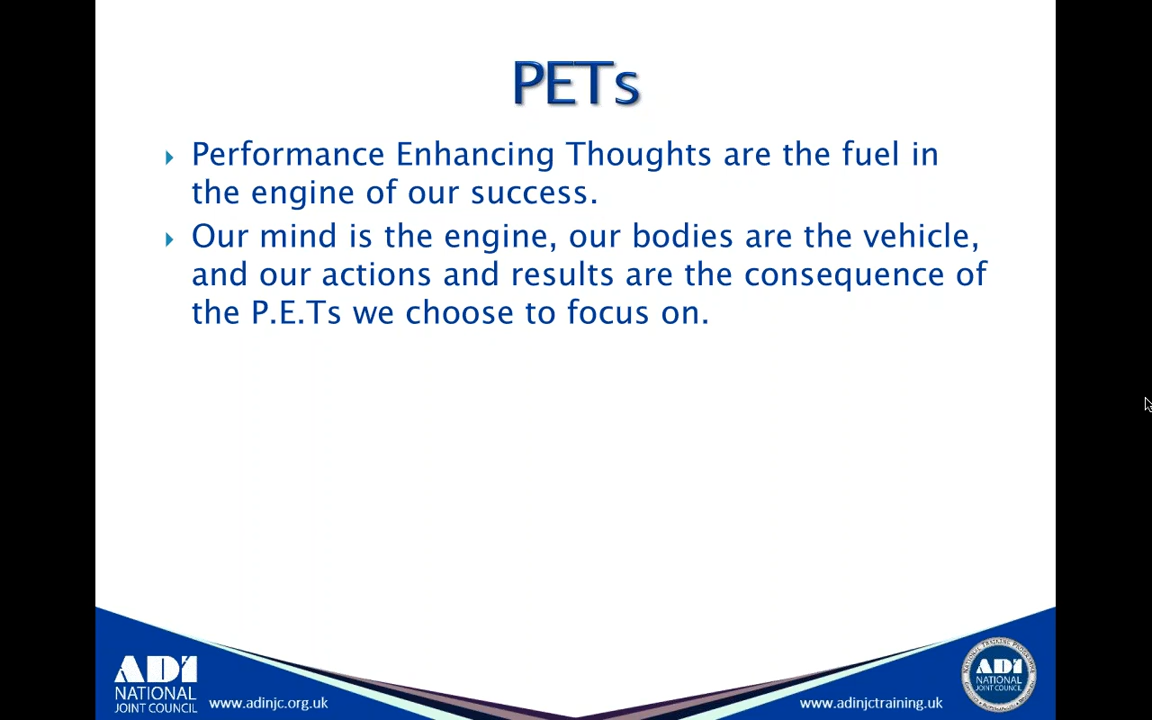 PETs
Performance Enhancing Thoughts are the fuel in
the engine of our success.
Our mind is the engine, our bodies are the vehicle,
and our actions and results are the consequence of
the P.E.Ts we choose to focus on.
ADI
NATIONAL
JOINT COUNCIL
www.adinjc.org.uk
www.adinjctraining.uk
ADI
NATIONAL
JOINT COUNCIL